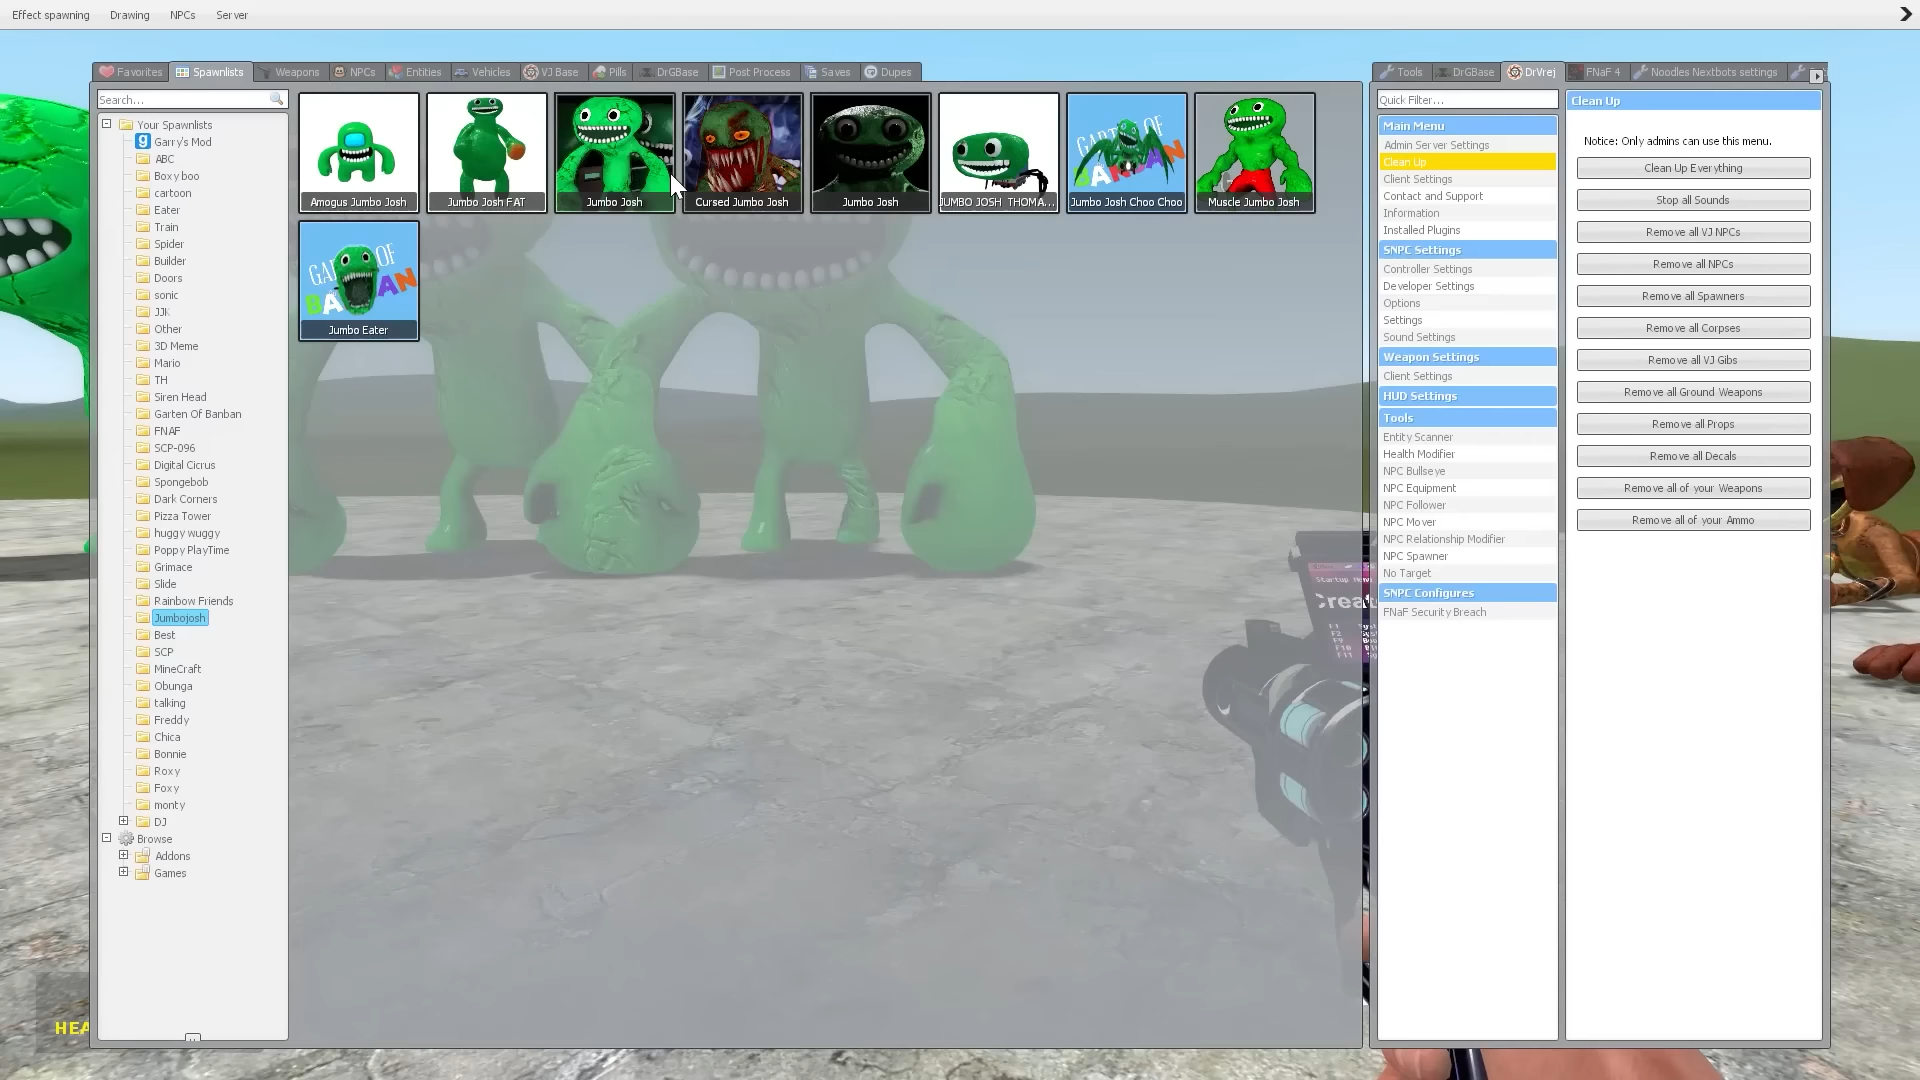 Effect spawning Drawing NPCs Server
Favorites Spawnlists Weapons NPCs Entities Vehicles VJ Base Pills DrGBase Post Process Saves Dupes
Search...
Your Spawnlists
Garry's Mod
ABC
Boxy boo
cartoon
Eater
Train
Spider
Builder
Doors
sonic
JJK
Other
3D Meme
Mario
TH
Siren Head
Garten Of Banban
FNAF
SCP-096
Digital Cicrus
Spongebob
Dark Corners
Pizza Tower
huggy wuggy
Poppy PlayTime
Grimace
Slide
Rainbow Friends
Jumbojosh
Best
SCP
MineCraft
Obunga
talking
Freddy
Chica
Bonnie
Roxy
Foxy
monty
DJ
Browse
Addons
Games
Amogus Jumbo Josh
Jumbo Josh FAT
Jumbo Josh
Cursed Jumbo Josh
Jumbo Josh
JUMBO JOSH THOMA...
Jumbo Josh Choo Choo
Muscle Jumbo Josh
Jumbo Eater
Tools DrGBase DrVrej FNaF 4 Noodles Nextbots settings
Quick Filter...
Main Menu
Admin Server Settings
Clean Up
Client Settings
Contact and Support
Information
Installed Plugins
SNPC Settings
Controller Settings
Developer Settings
Options
Settings
Sound Settings
Weapon Settings
Client Settings
HUD Settings
Tools
Entity Scanner
Health Modifier
NPC Bullseye
NPC Equipment
NPC Follower
NPC Mover
NPC Relationship Modifier
NPC Spawner
No Target
SNPC Configures
FNaF Security Breach
Clean Up
Notice: Only admins can use this menu.
Clean Up Everything
Stop all Sounds
Remove all VJ NPCs
Remove all NPCs
Remove all Spawners
Remove all Corpses
Remove all VJ Gibs
Remove all Ground Weapons
Remove all Props
Remove all Decals
Remove all of your Weapons
Remove all of your Ammo
HEA